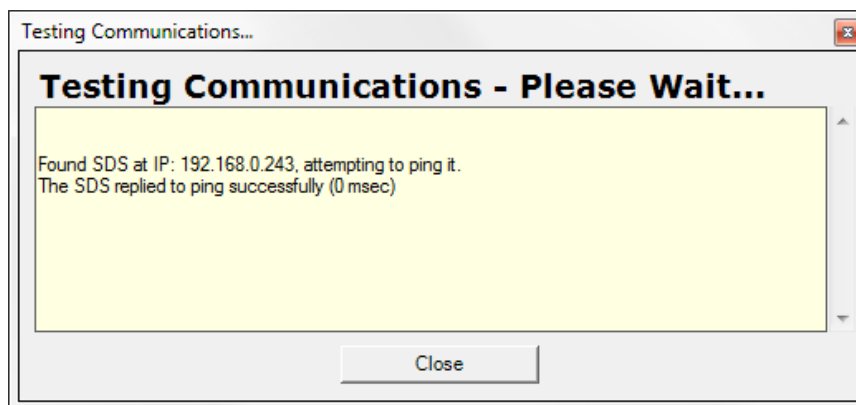 Testing Communications...
Testing Communications - Please Wait...
Found SDS at IP: 192.168.0.243, attempting to ping it.
The SDS replied to ping successfully (0 msec)
Close